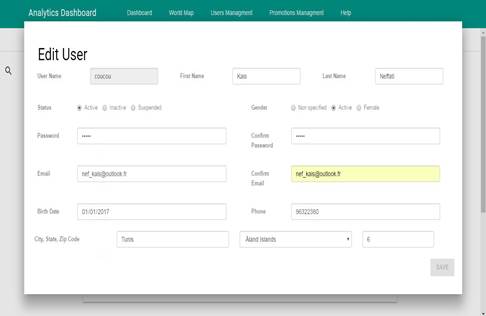 Analytics Dashboard Dashboard World Map Users Managment Promotions Managment Help
Edit User
User Name coucou First Name Kais Last Name Neffati
Status Active Inactive Suspended Gender Non specified Active Female
Password ••••• Confirm Password •••••
Email nef_kais@outlook.fr Confirm Email nef_kais@outlook.fr
Birth Date 01/01/2017 Phone 96322360
City, State, Zip Code Tunis Åland Islands 6
SAVE